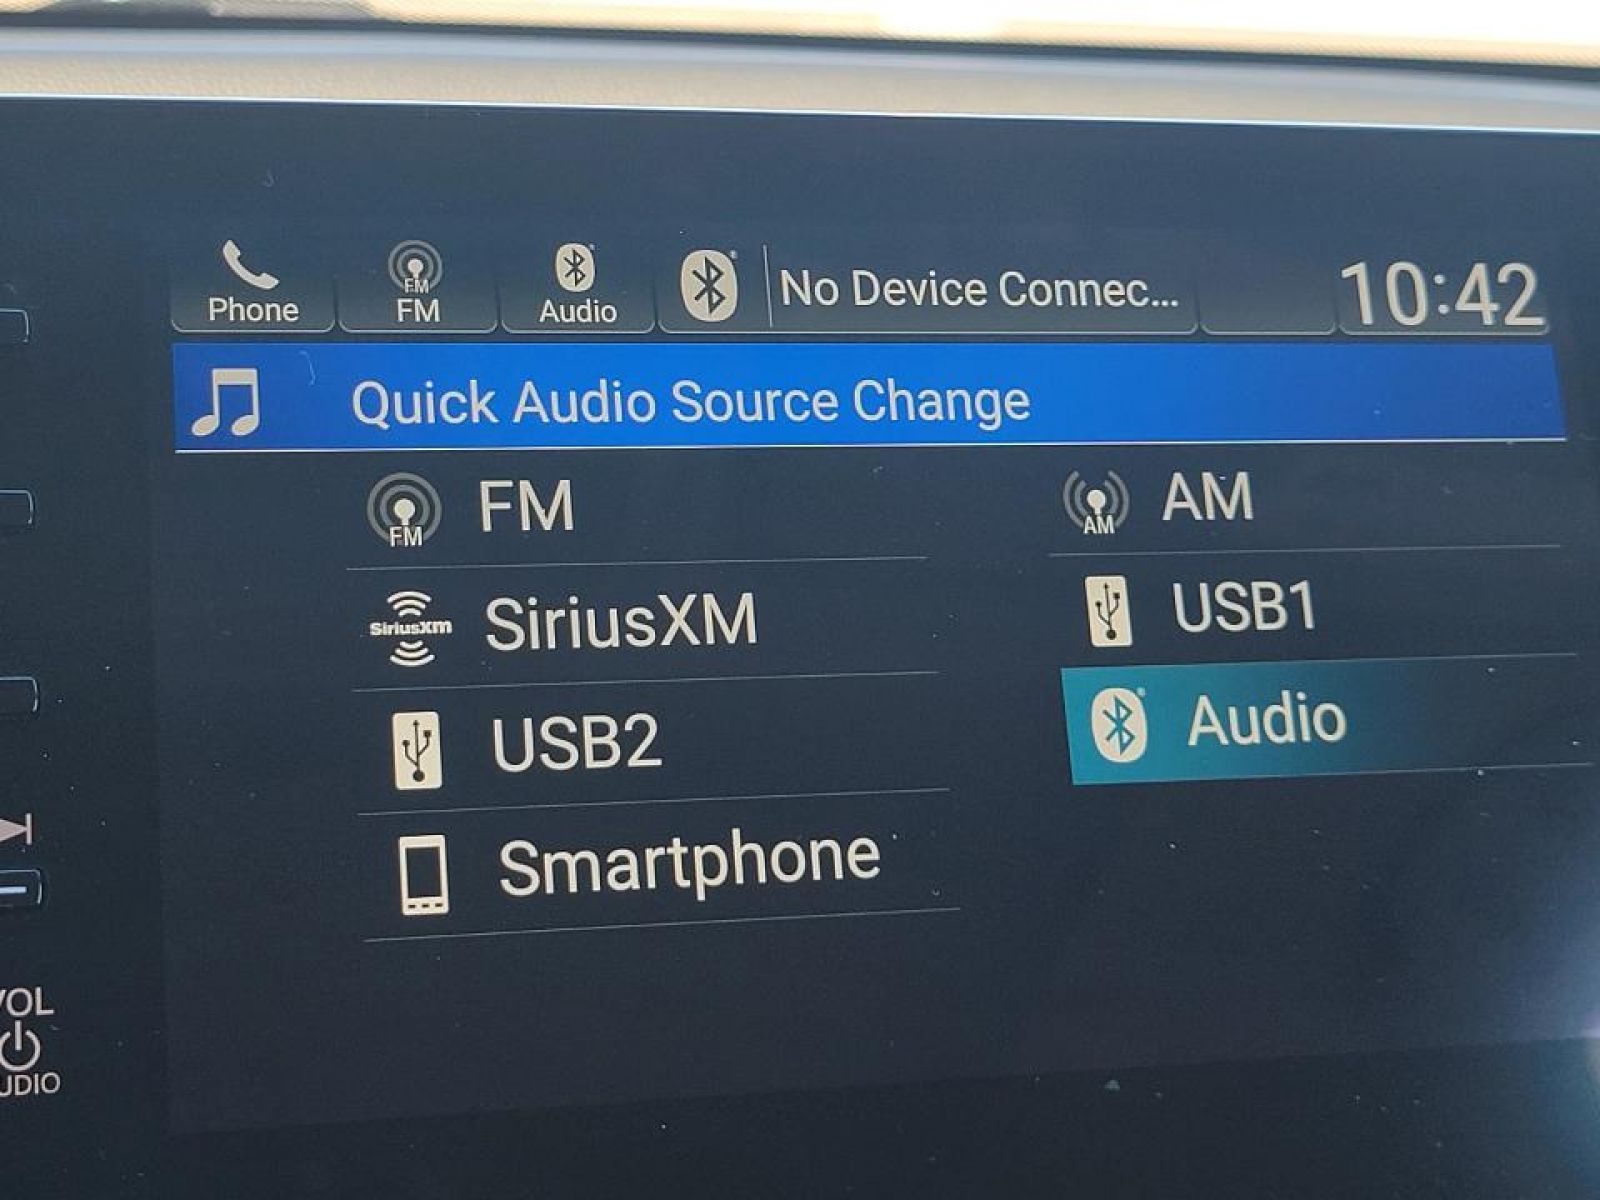 Phone
FM
FM
Audio
No Device Connec...
10:42
Quick Audio Source Change
FM
FM
AM
AM
SiriusXm
SiriusXM
USB1
USB2
Audio
Smartphone
VOL
UDIO